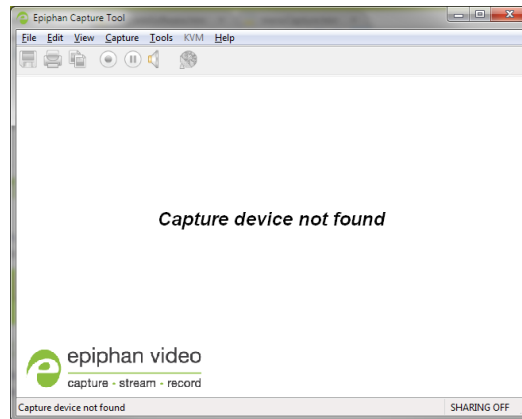 Epiphan Capture Tool
File Edit View Capture Tools KVM Help
Capture device not found
epiphan video
capture - stream - record
Capture device not found SHARING OFF